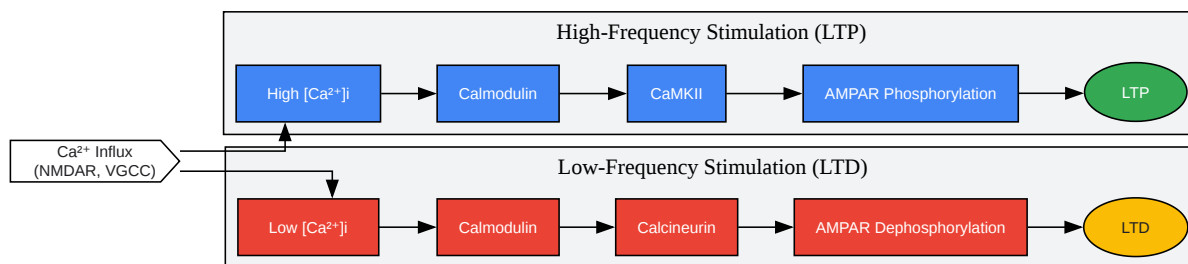 High-Frequency Stimulation (LTP)
High [Ca²⁺]i
Calmodulin
CaMKII
AMPAR Phosphorylation
LTP
Ca²⁺ Influx
(NMDAR, VGCC)
Low-Frequency Stimulation (LTD)
Low [Ca²⁺]i
Calmodulin
Calcineurin
AMPAR Dephosphorylation
LTD